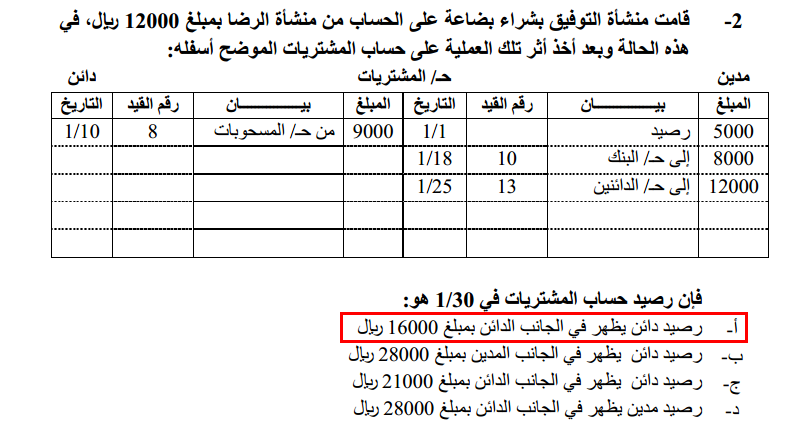 2- قامت منشأة التوفيق بشراء بضاعة على الحساب من منشأة الرضا بمبلغ 12000 ريال، في
هذه الحالة وبعد أخذ أثر تلك العملية على حساب المشتريات الموضح أسفله:
مدين حـ/ المشتريات دائن
المبلغ بيـــــــــان رقم القيد التاريخ المبلغ بيـــــــــان رقم القيد التاريخ
5000 رصيد 1/1 9000 من حـ/ المسحوبات 8 1/10
8000 إلى حـ/ البنك 10 1/18
12000 إلى حـ/ الدائنين 13 1/25
فإن رصيد حساب المشتريات في 1/30 هو:
أ- رصيد دائن يظهر في الجانب الدائن بمبلغ 16000 ريال
ب- رصيد دائن يظهر في الجانب المدين بمبلغ 28000 ريال
ج- رصيد دائن يظهر في الجانب الدائن بمبلغ 21000 ريال
د- رصيد مدين يظهر في الجانب الدائن بمبلغ 28000 ريال